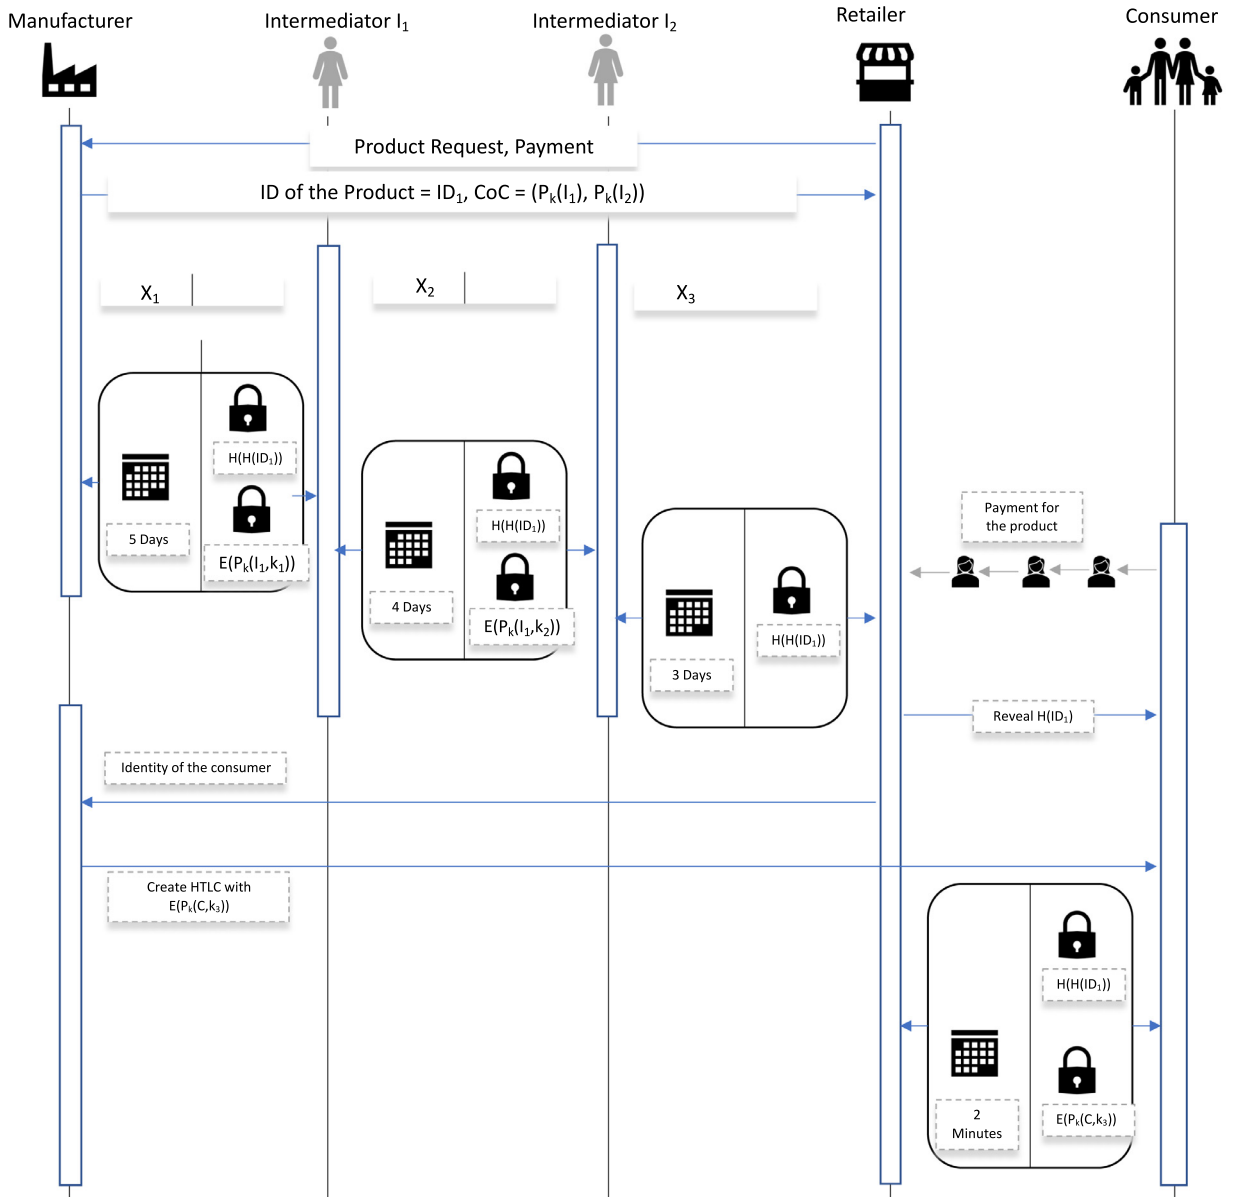 Manufacturer
Intermediator I₁
Intermediator I₂
Retailer
Consumer
Product Request, Payment
ID of the Product = ID₁, CoC = (Pₖ(I₁), Pₖ(I₂))
X₁
X₂
X₃
H(H(ID₁))
5 Days
E(Pₖ(I₁,k₁))
H(H(ID₁))
4 Days
E(Pₖ(I₁,k₂))
H(H(ID₁))
3 Days
Payment for
the product
Reveal H(ID₁)
Identity of the consumer
Create HTLC with
E(Pₖ(C,k₃))
H(H(ID₁))
2
Minutes
E(Pₖ(C,k₃))